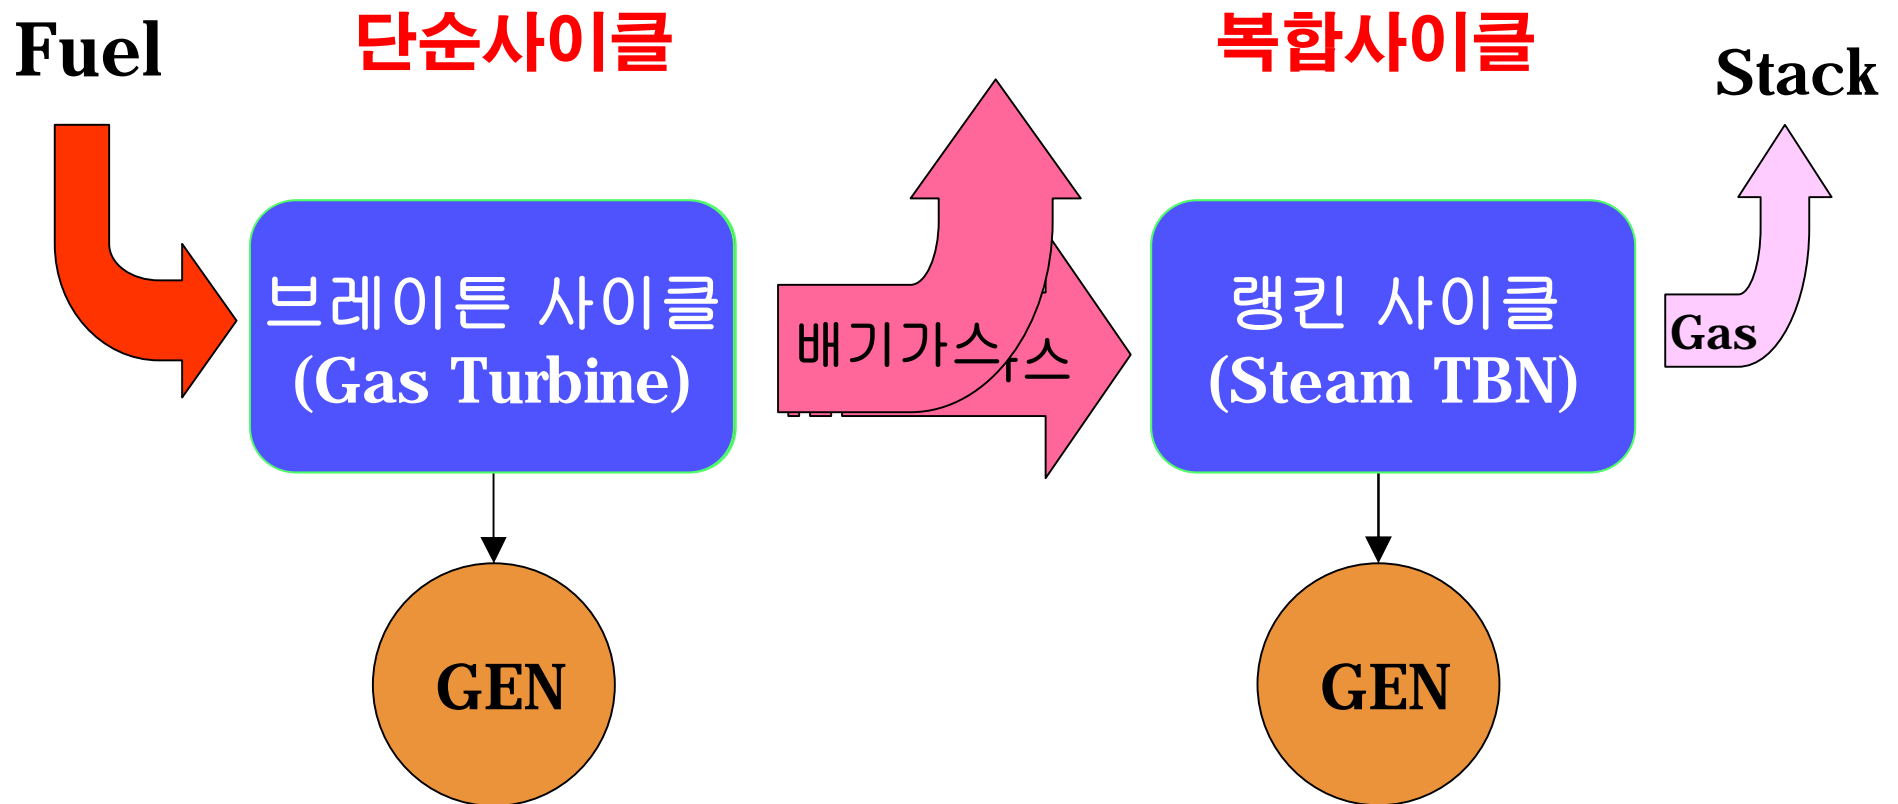 Fuel
단순사이클
복합사이클
Stack
브레이튼 사이클
(Gas Turbine)
배기가스
랭킨 사이클
(Steam TBN)
Gas
GEN
GEN